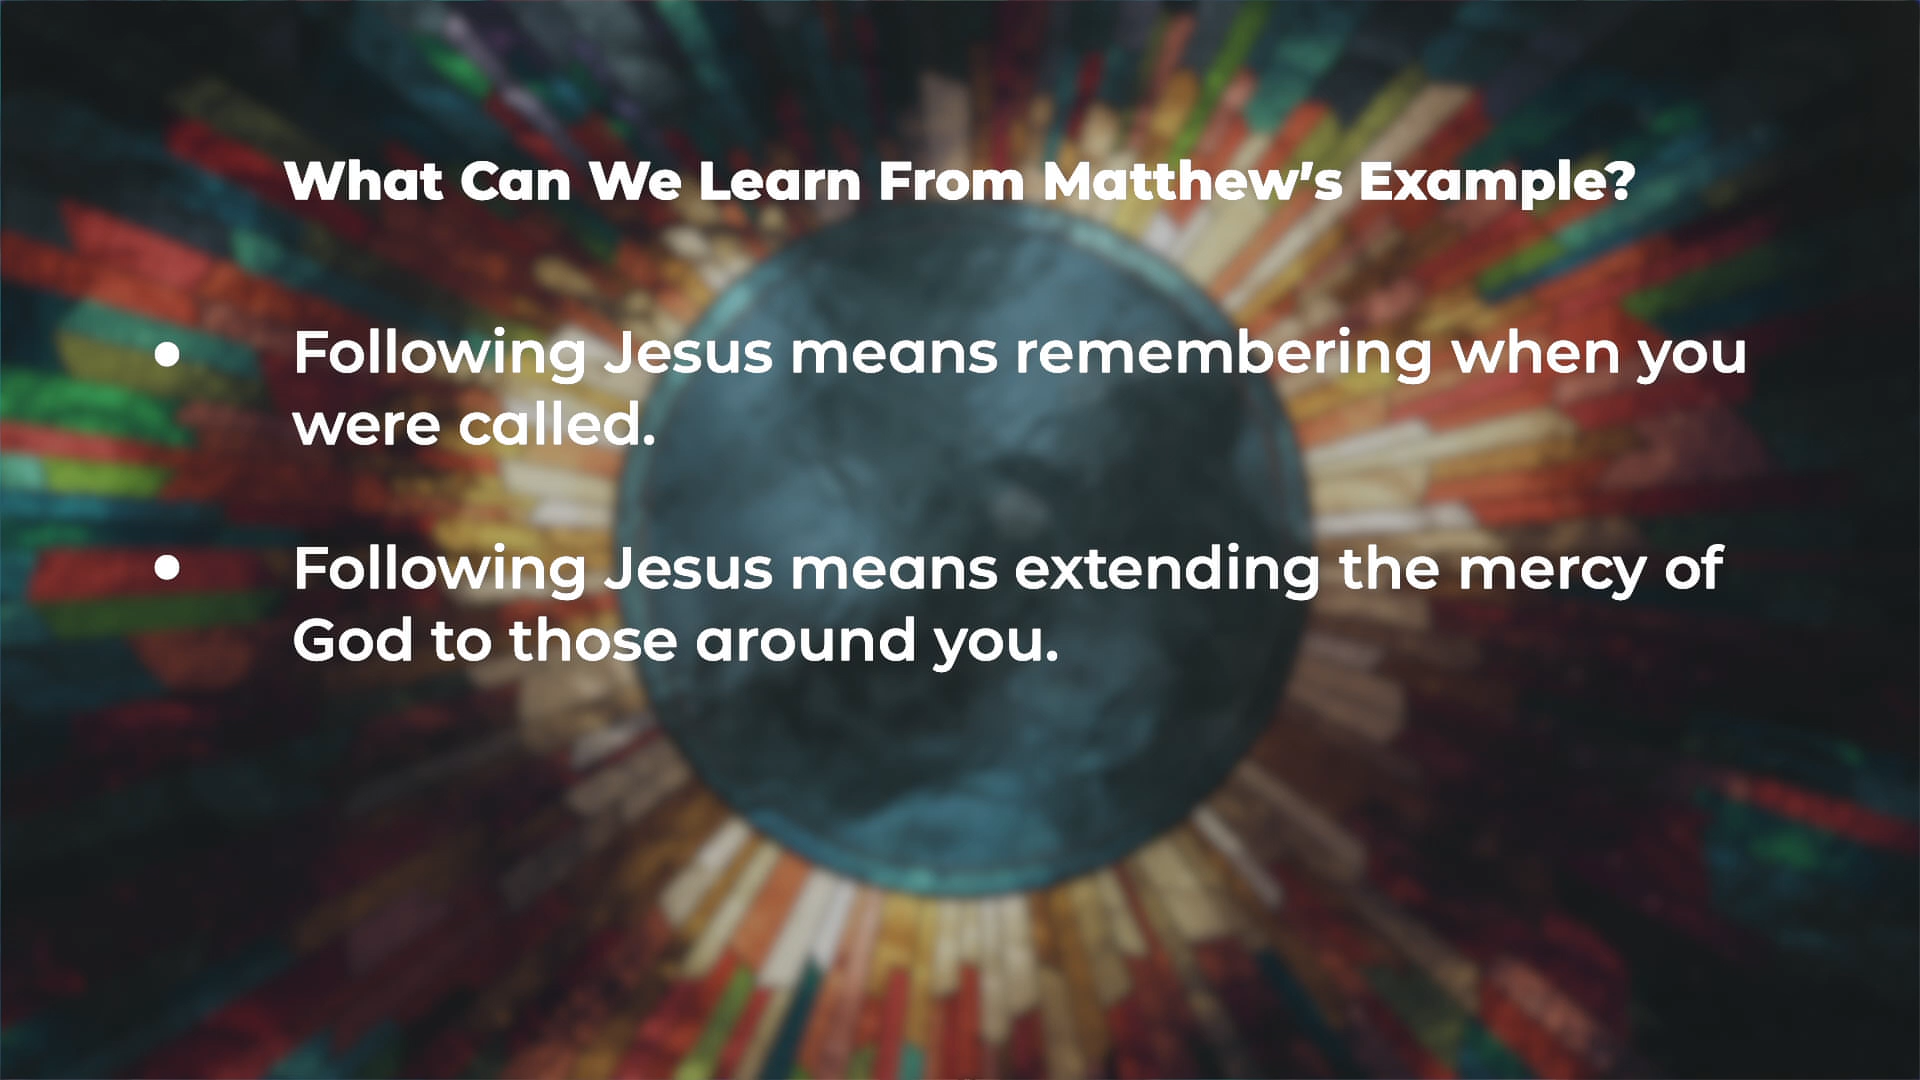 What Can We Learn From Matthew's Example?
• Following Jesus means remembering when you
were called.
• Following Jesus means extending the mercy of
God to those around you.